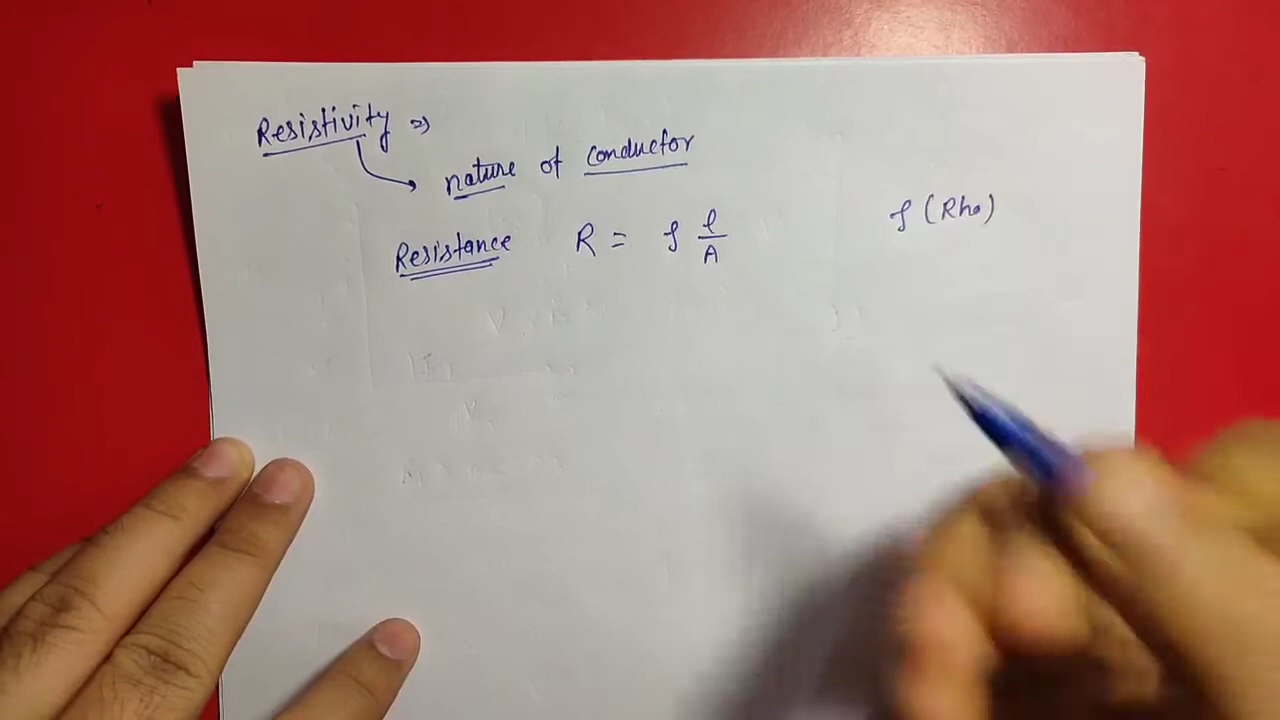 Resistivity ⇒
nature of conductor
Resistance R = ρ l/A
ρ (Rho)